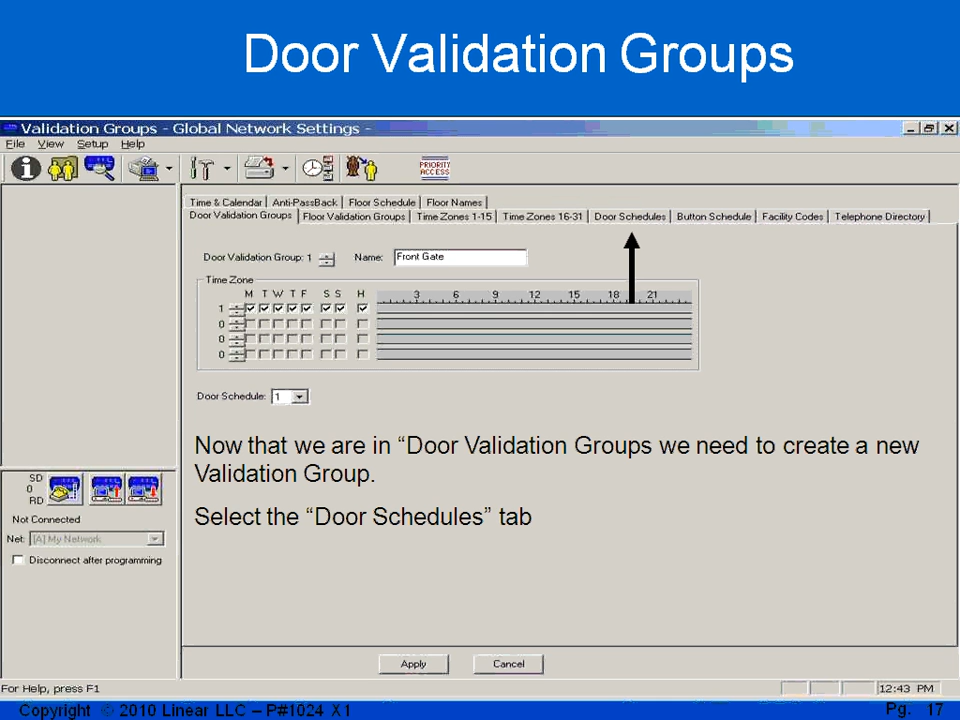 Door Validation Groups
Validation Groups - Global Network Settings -
File View Setup Help
PRIORITY
ACCESS
Time & Calendar Anti-PassBack Floor Schedule Floor Names
Door Validation Groups Floor Validation Groups Time Zones 1-15 Time Zones 16-31 Door Schedules Button Schedule Facility Codes Telephone Directory
Door Validation Group: 1 Name: Front Gate
Time Zone
M T W T F S S H 3 6 9 12 15 18 21
1
0
0
0
Door Schedule: 1
Now that we are in “Door Validation Groups we need to create a new
Validation Group.
Select the “Door Schedules” tab
SD
0
RD
Not Connected
Net: [A] My Network
Disconnect after programming
Apply Cancel
For Help, press F1 12:43 PM
Copyright © 2010 Linear LLC – P#1024 X1 Pg. 17